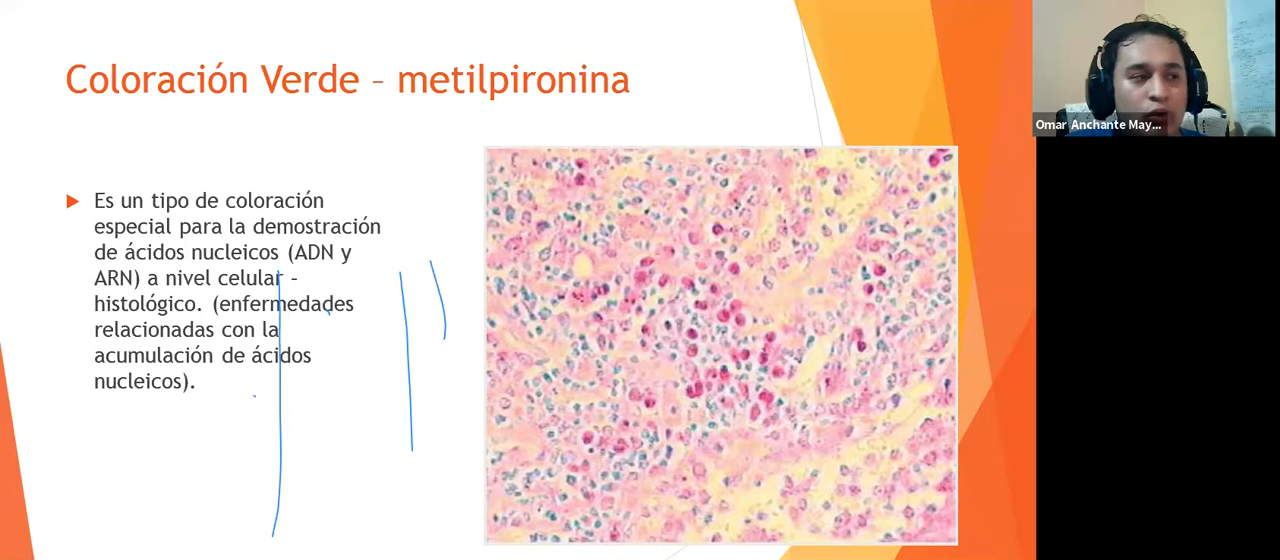 Coloración Verde – metilpironina
Es un tipo de coloración
especial para la demostración
de ácidos nucleicos (ADN y
ARN) a nivel celular –
histológico. (enfermedades
relacionadas con la
acumulación de ácidos
nucleicos).
Omar Anchante May...